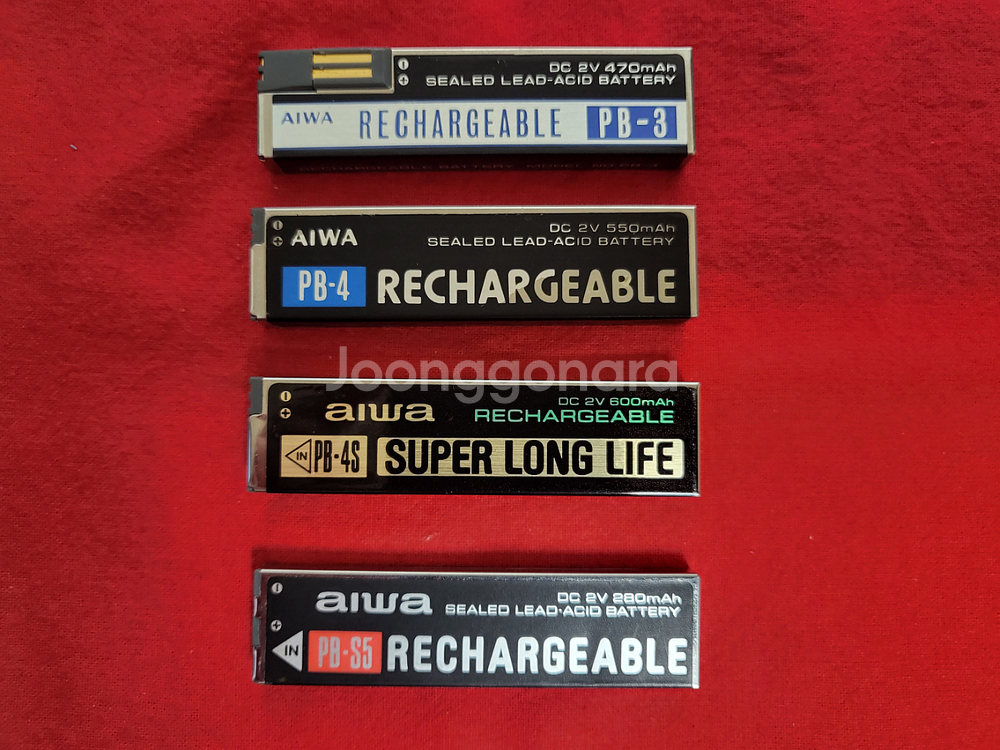 DC 2V 470mAh
SEALED LEAD-ACID BATTERY
AIWA RECHARGEABLE PB-3
AIWA
DC 2V 550mAh
SEALED LEAD-ACID BATTERY
PB-4 RECHARGEABLE
Joonggonara
aiwa
DC 2V 600mAh
RECHARGEABLE
IN PB-4S SUPER LONG LIFE
aiwa
DC 2V 280mAh
SEALED LEAD-ACID BATTERY
IN PB-S5 RECHARGEABLE